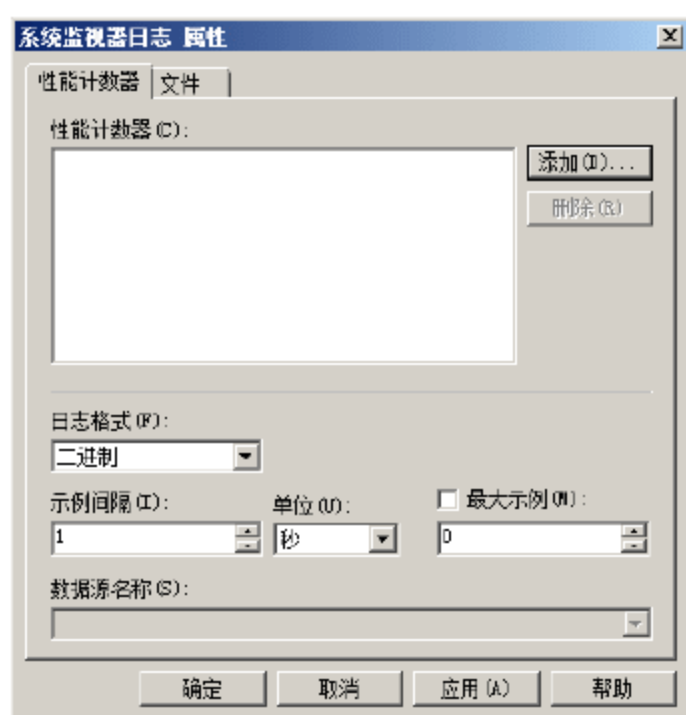 系统监视器日志 属性
性能计数器 文件
性能计数器(C):
添加(D)...
删除(R)
日志格式(F):
二进制
示例间隔(I): 单位(U): 最大示例(M):
1 秒 0
数据源名称(S):
确定 取消 应用(A) 帮助